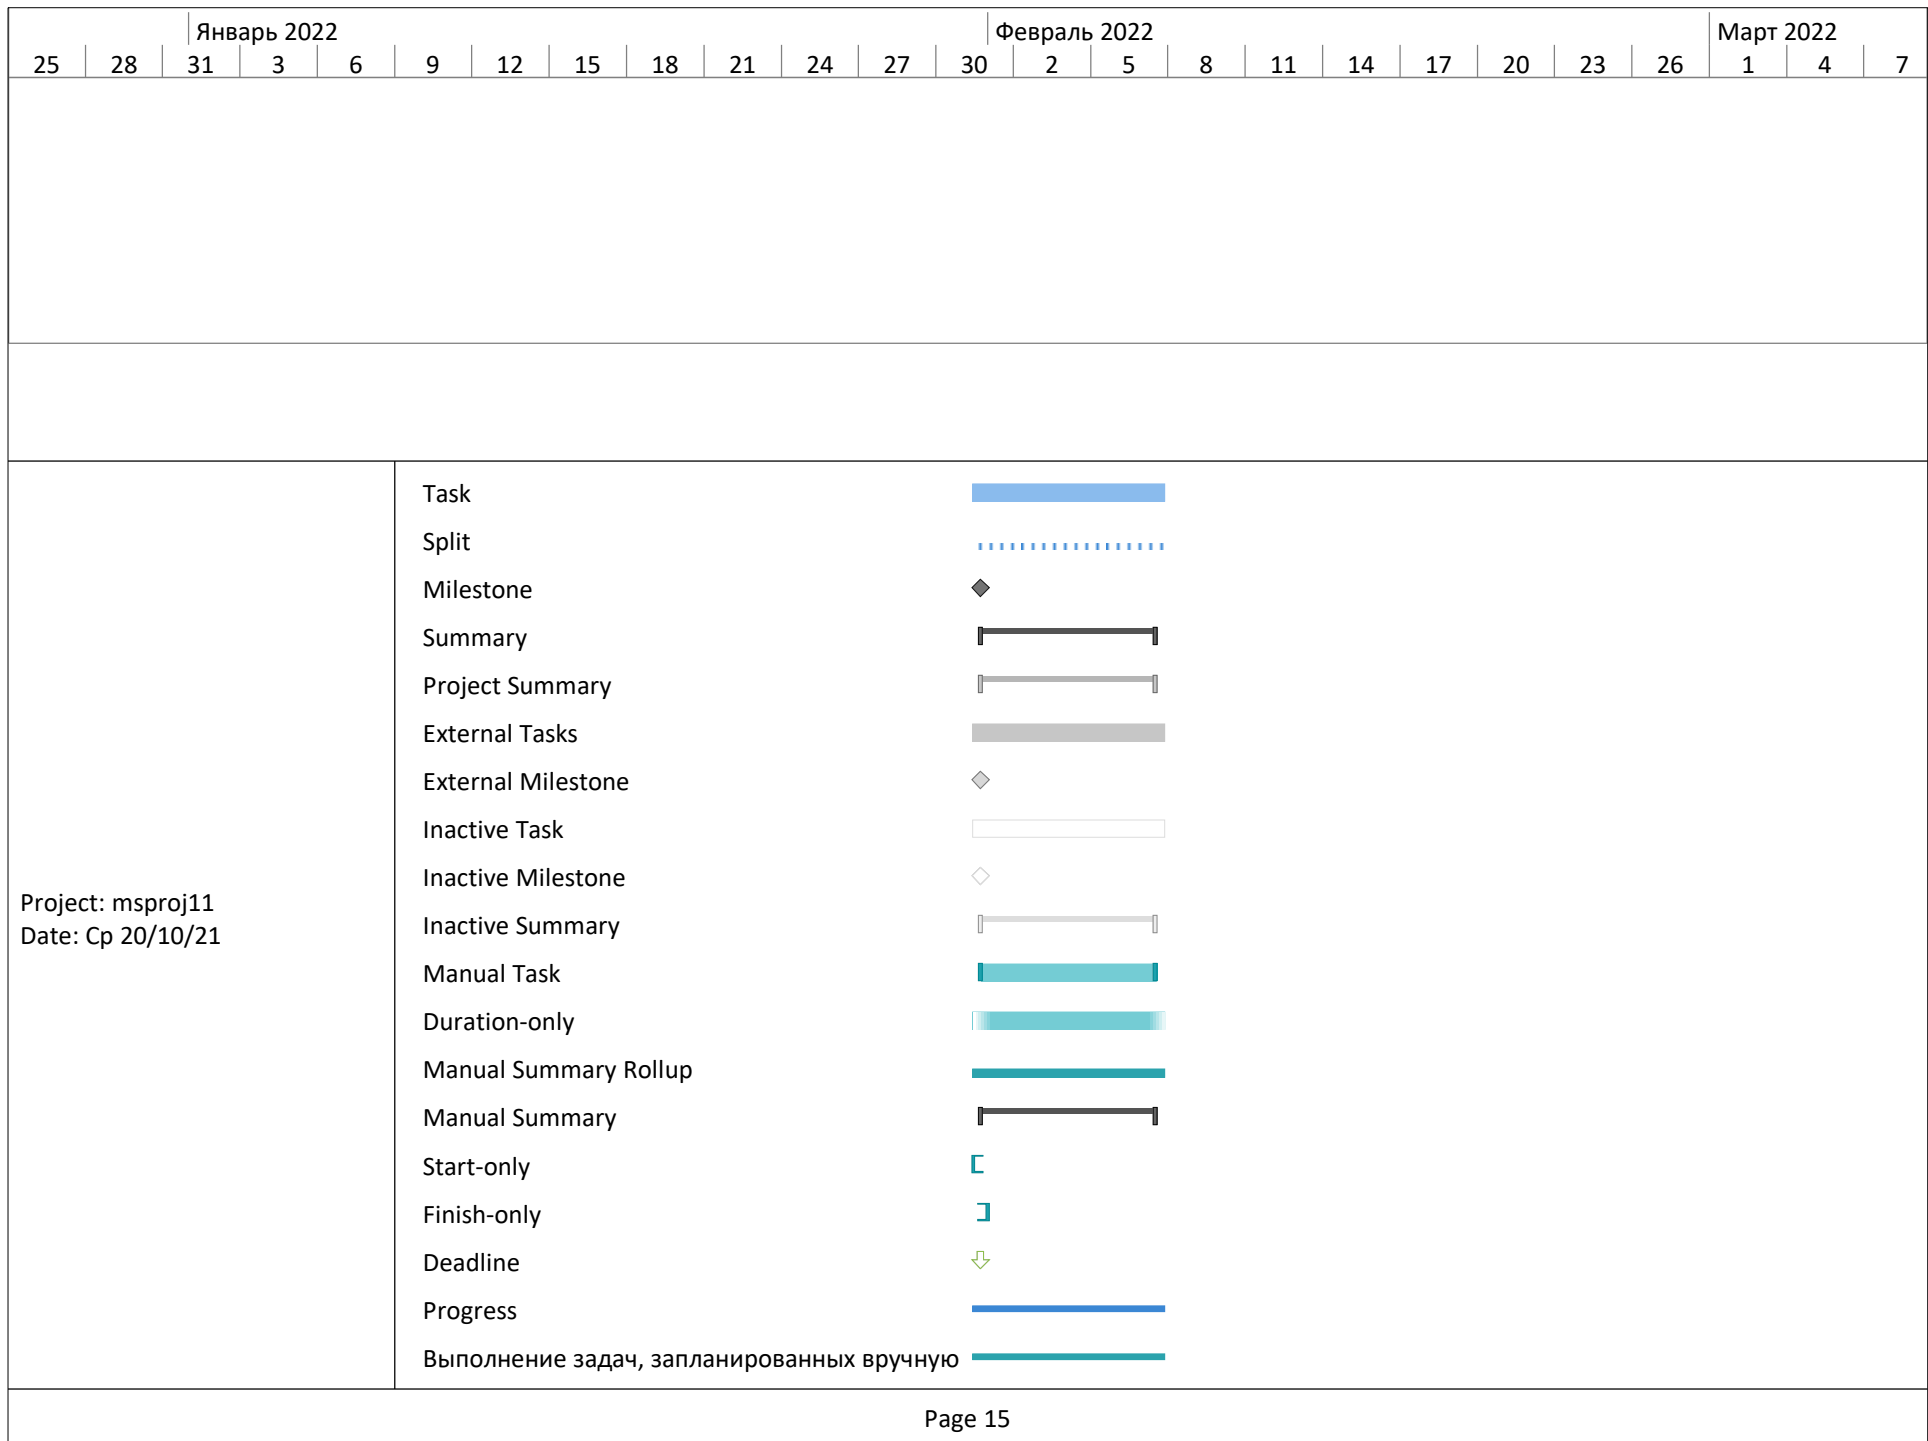 Январь 2022 Февраль 2022 Март 2022
25 28 31 3 6 9 12 15 18 21 24 27 30 2 5 8 11 14 17 20 23 26 1 4 7
Task
Split
Milestone
Summary
Project Summary
External Tasks
External Milestone
Inactive Task
Inactive Milestone
Project: msproj11
Date: Ср 20/10/21
Inactive Summary
Manual Task
Duration-only
Manual Summary Rollup
Manual Summary
Start-only
Finish-only
Deadline
Progress
Выполнение задач, запланированных вручную
Page 15